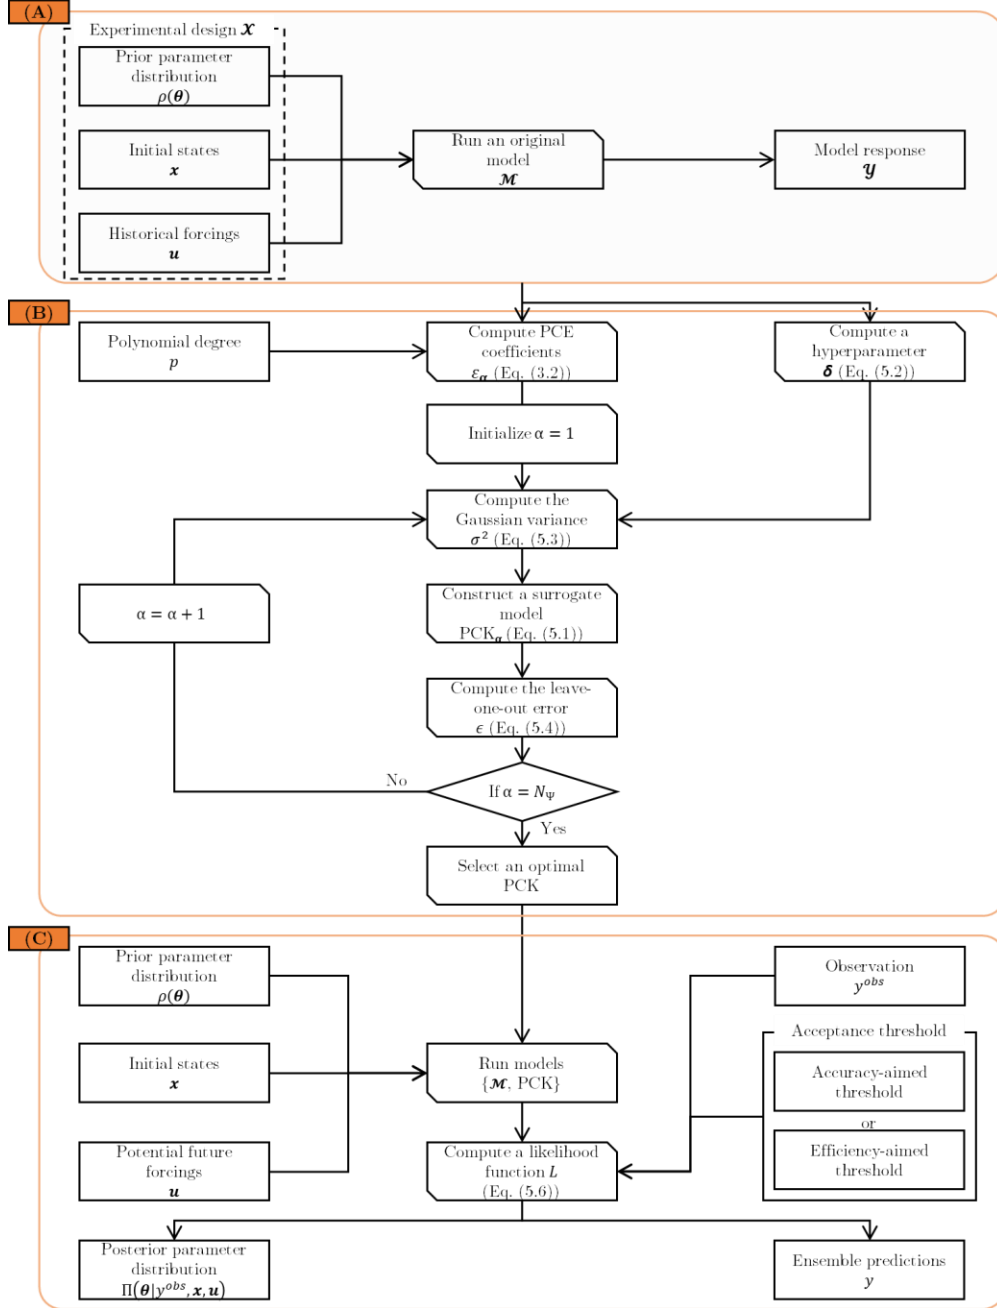 (A)
Experimental design 𝓧
Prior parameter
distribution
ρ(θ)
Initial states
x
Historical forcings
u
Run an original
model
𝓜
Model response
𝓨
(B)
Polynomial degree
p
Compute PCE
coefficients
ε_α (Eq. (3.2))
Compute a
hyperparameter
δ (Eq. (5.2))
Initialize α = 1
Compute the
Gaussian variance
σ² (Eq. (5.3))
α = α + 1
Construct a surrogate
model
PCK_α (Eq. (5.1))
Compute the leave-
one-out error
ϵ (Eq. (5.4))
No
If α = N_Ψ
Yes
Select an optimal
PCK
(C)
Prior parameter
distribution
ρ(θ)
Observation
y^obs
Acceptance threshold
Initial states
x
Run models
{𝓜, PCK}
Accuracy-aimed
threshold
or
Potential future
forcings
u
Compute a likelihood
function L
(Eq. (5.6))
Efficiency-aimed
threshold
Posterior parameter
distribution
Π(θ|y^obs, x, u)
Ensemble predictions
y